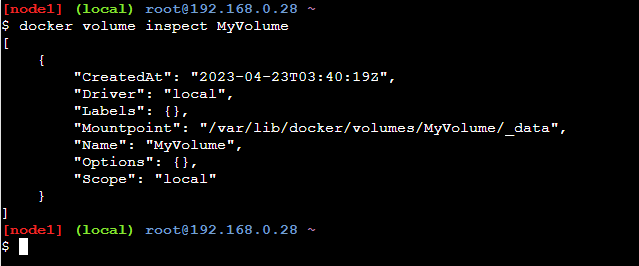 [node1] (local) root@192.168.0.28 ~
$ docker volume inspect MyVolume
[
    {
        "CreatedAt": "2023-04-23T03:40:19Z",
        "Driver": "local",
        "Labels": {},
        "Mountpoint": "/var/lib/docker/volumes/MyVolume/_data",
        "Name": "MyVolume",
        "Options": {},
        "Scope": "local"
    }
]
[node1] (local) root@192.168.0.28 ~
$